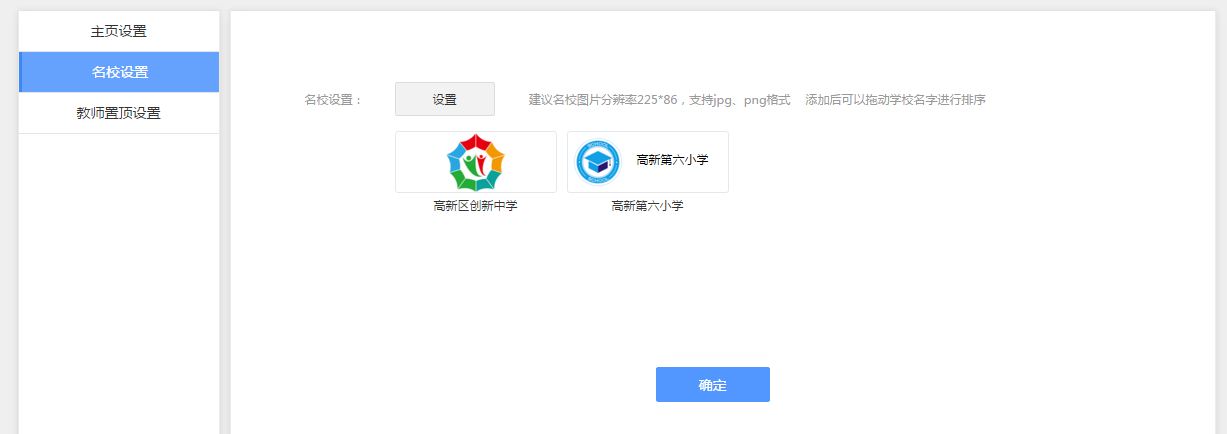 主页设置
名校设置
教师置顶设置
名校设置：
设置
建议名校图片分辨率225*86，支持jpg、png格式 添加后可以拖动学校名字进行排序
SCHOOL
SCHOOL
高新第六小学
高新区创新中学
高新第六小学
确定